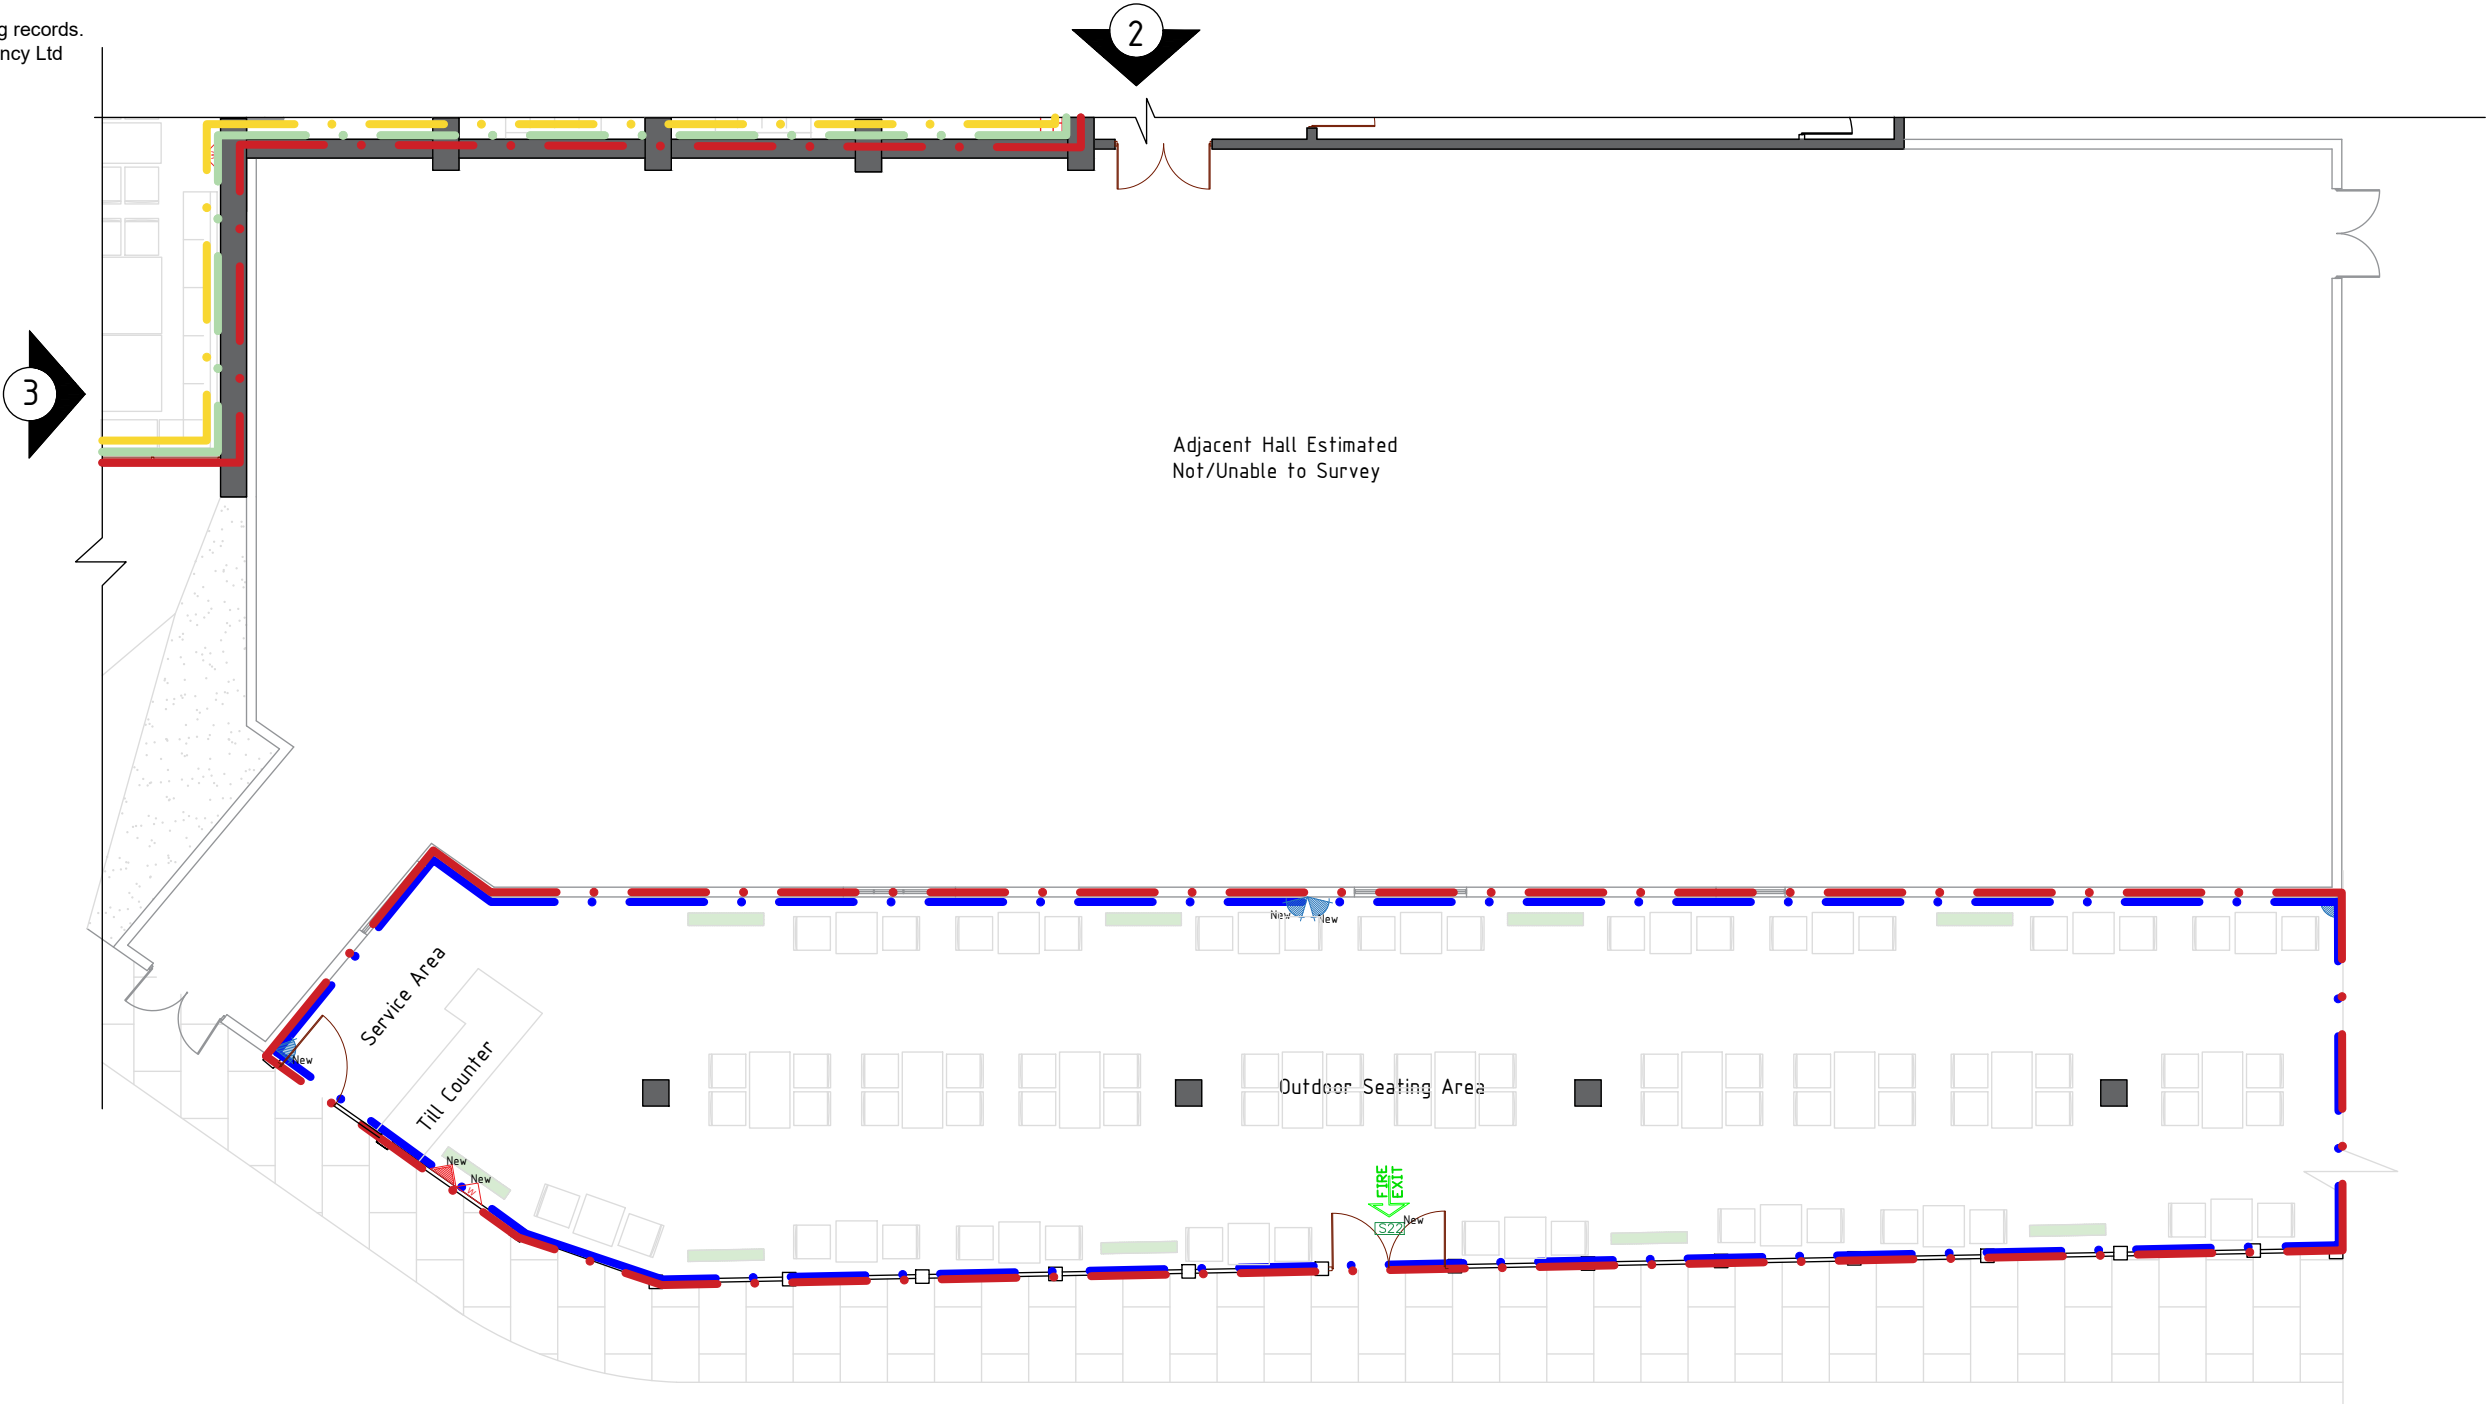 g records.
ncy Ltd
2
3
Adjacent Hall Estimated
Not/Unable to Survey
New
New
Service Area
New
Till Counter
Outdoor Seating Area
New
New
W
FIRE
EXIT
New
S22